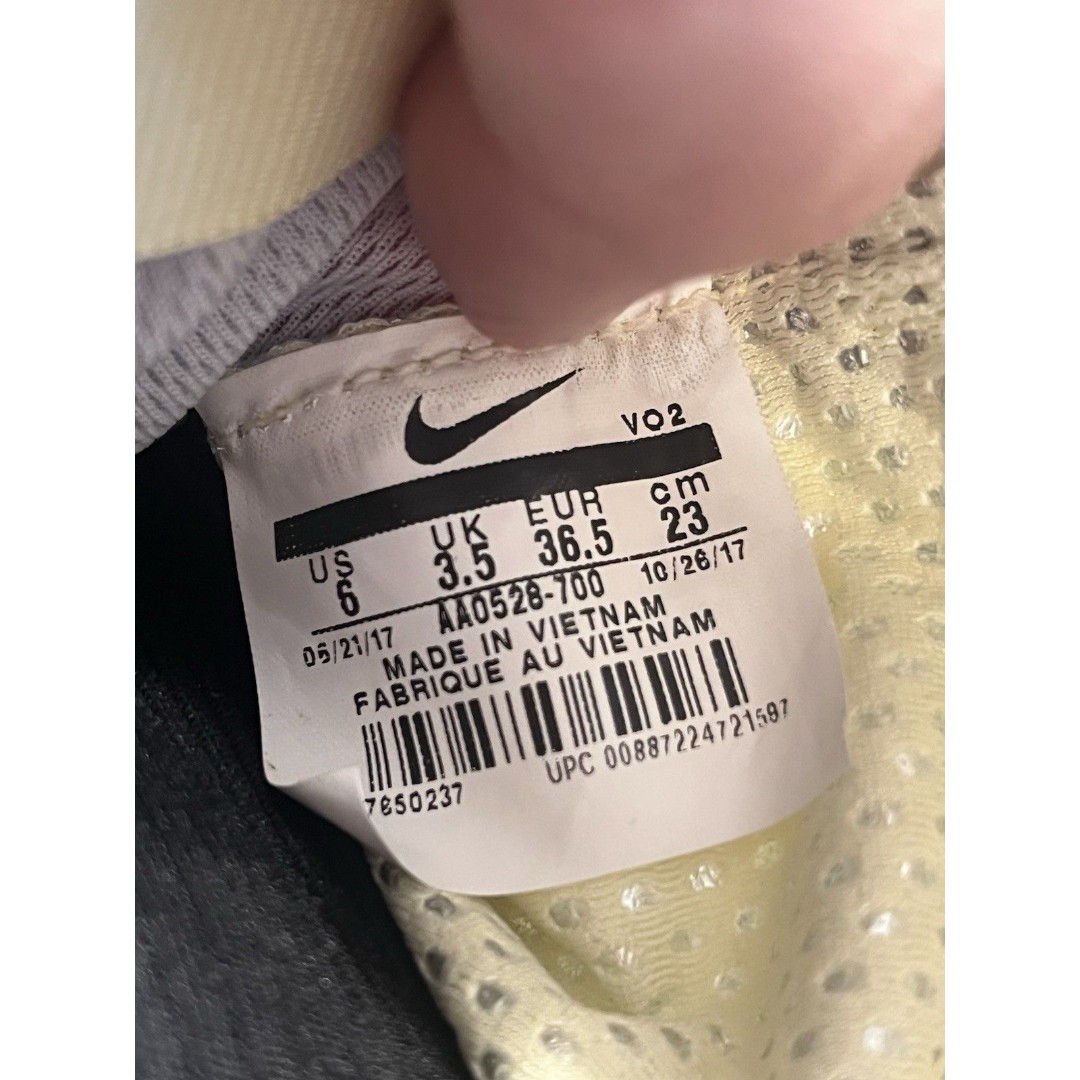 VO2
US UK EUR cm
6 3.5 36.5 23
05/21/17 AA0528-700 10/26/17
MADE IN VIETNAM
FABRIQUE AU VIETNAM
7650237 UPC 00887224721597